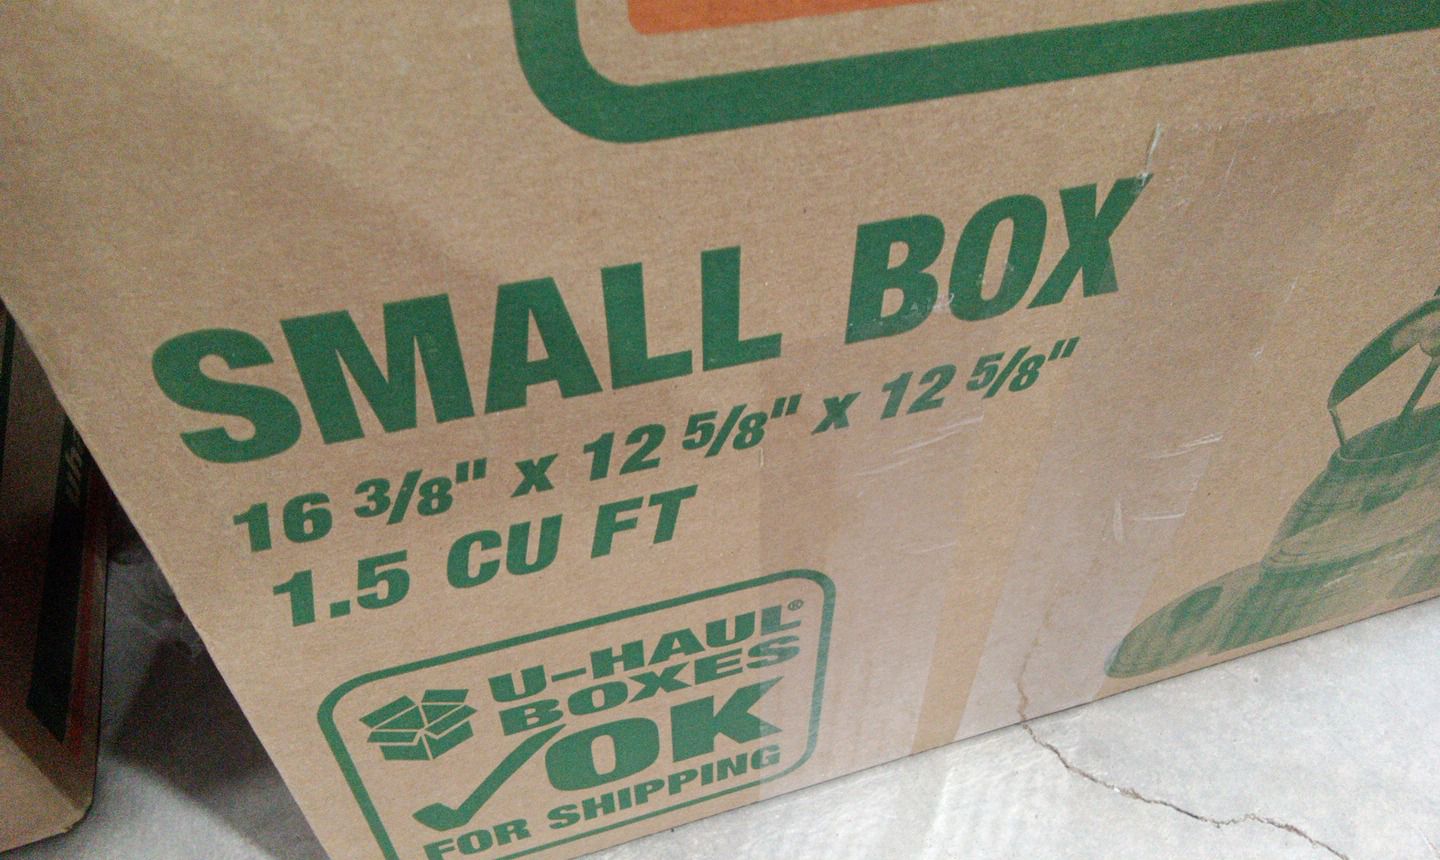 SMALL BOX
16 3/8" x 12 5/8" x 12 5/8"
1.5 CU FT
U-HAUL®
BOXES
OK
FOR SHIPPING